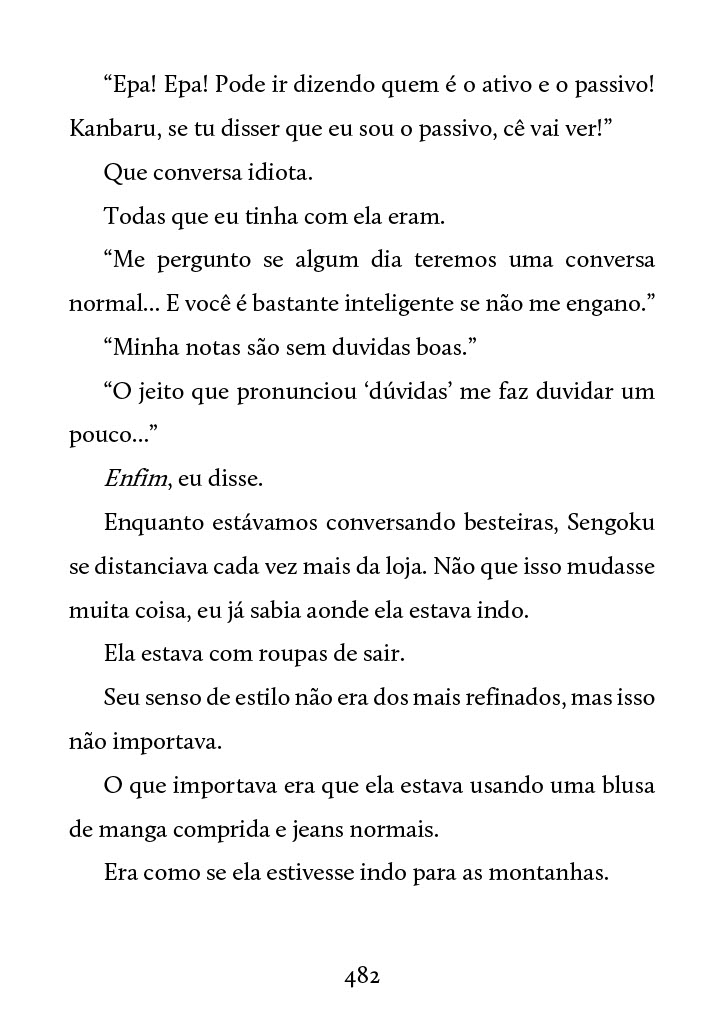 “Epa! Epa! Pode ir dizendo quem é o ativo e o passivo!
Kanbaru, se tu disser que eu sou o passivo, cê vai ver!”
Que conversa idiota.
Todas que eu tinha com ela eram.
“Me pergunto se algum dia teremos uma conversa
normal... E você é bastante inteligente se não me engano.”
“Minha notas são sem duvidas boas.”
“O jeito que pronunciou ‘dúvidas’ me faz duvidar um
pouco...”
Enfim, eu disse.
Enquanto estávamos conversando besteiras, Sengoku
se distanciava cada vez mais da loja. Não que isso mudasse
muita coisa, eu já sabia aonde ela estava indo.
Ela estava com roupas de sair.
Seu senso de estilo não era dos mais refinados, mas isso
não importava.
O que importava era que ela estava usando uma blusa
de manga comprida e jeans normais.
Era como se ela estivesse indo para as montanhas.
482